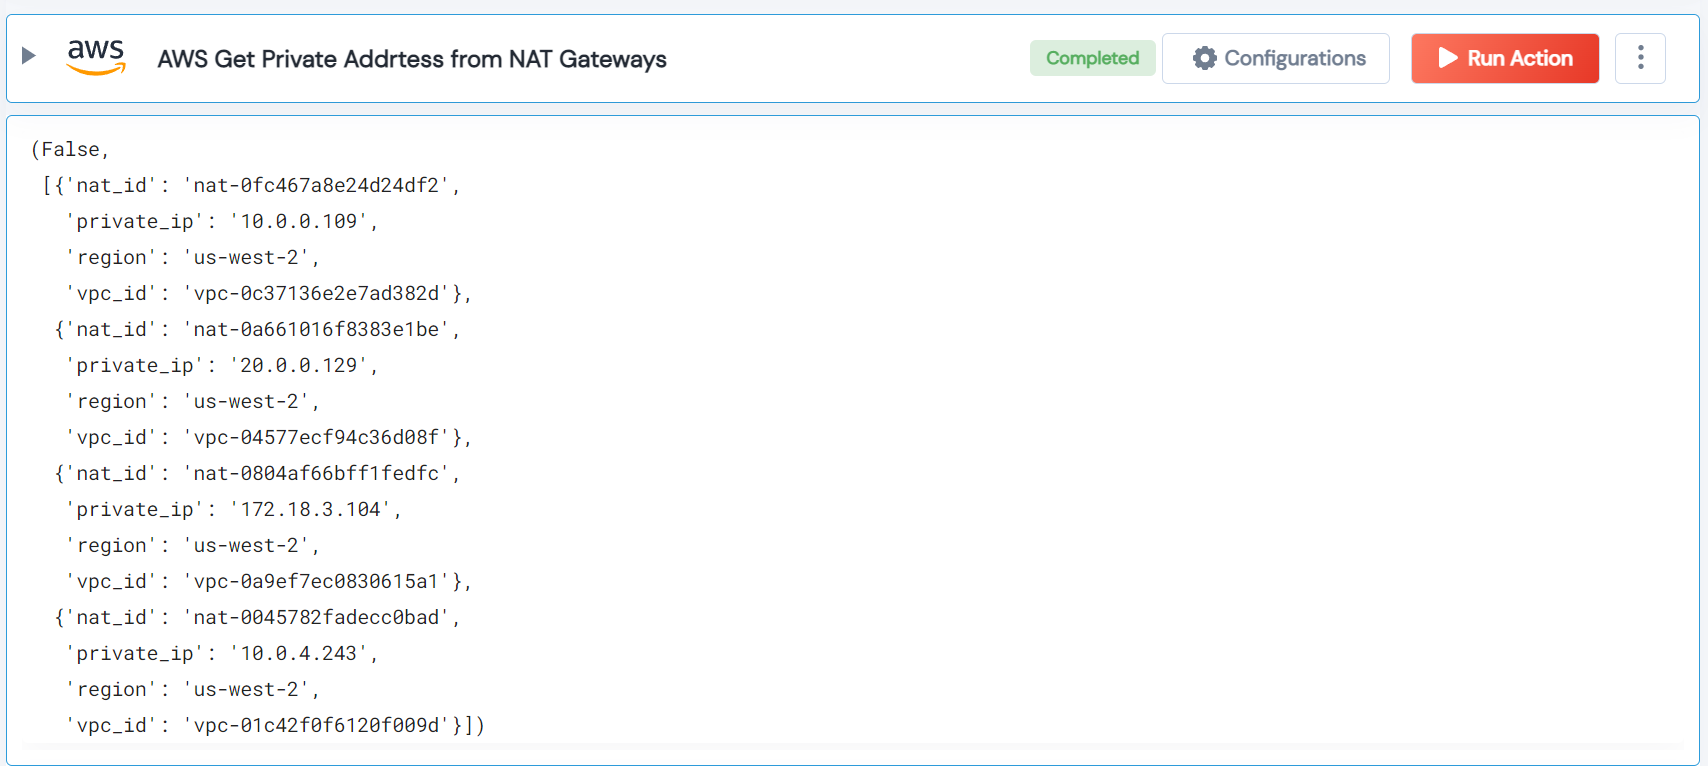 aws
AWS Get Private Addrtess from NAT Gateways
Completed
Configurations
Run Action
(False,
[{'nat_id': 'nat-0fc467a8e24d24df2',
'private_ip': '10.0.0.109',
'region': 'us-west-2',
'vpc_id': 'vpc-0c37136e2e7ad382d'},
{'nat_id': 'nat-0a661016f8383e1be',
'private_ip': '20.0.0.129',
'region': 'us-west-2',
'vpc_id': 'vpc-04577ecf94c36d08f'},
{'nat_id': 'nat-0804af66bff1fedfc',
'private_ip': '172.18.3.104',
'region': 'us-west-2',
'vpc_id': 'vpc-0a9ef7ec0830615a1'},
{'nat_id': 'nat-0045782fadecc0bad',
'private_ip': '10.0.4.243',
'region': 'us-west-2',
'vpc_id': 'vpc-01c42f0f6120f009d'}])